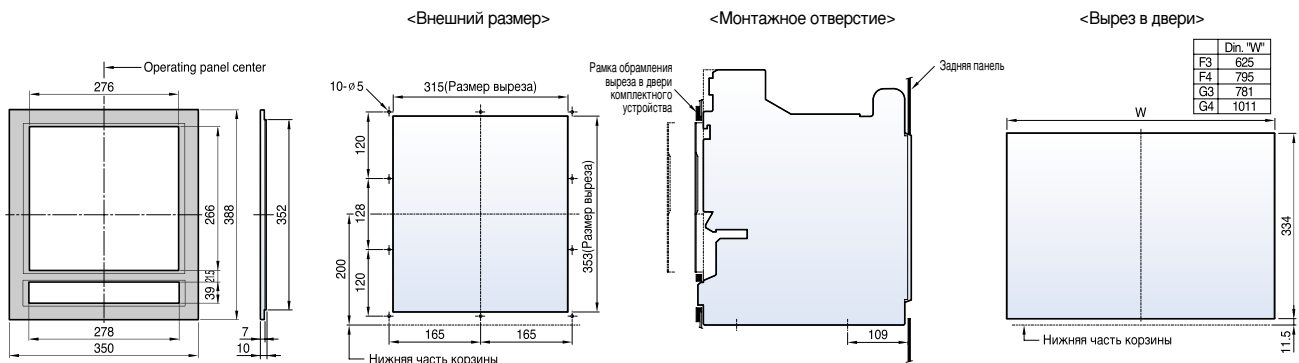 <Внешний размер>
<Монтажное отверстие>
<Вырез в двери>
Operating panel center
276
266
388
352
21.5
39
278
350
7
10
10-ø5
315(Размер выреза)
120
128
120
200
353(Размер выреза)
165
165
Нижняя часть корзины
Рамка обрамления
выреза в двери
комплектного
устройства
Задняя панель
109
Din. "W"
F3 625
F4 795
G3 781
G4 1011
W
334
11.5
Нижняя часть корзины